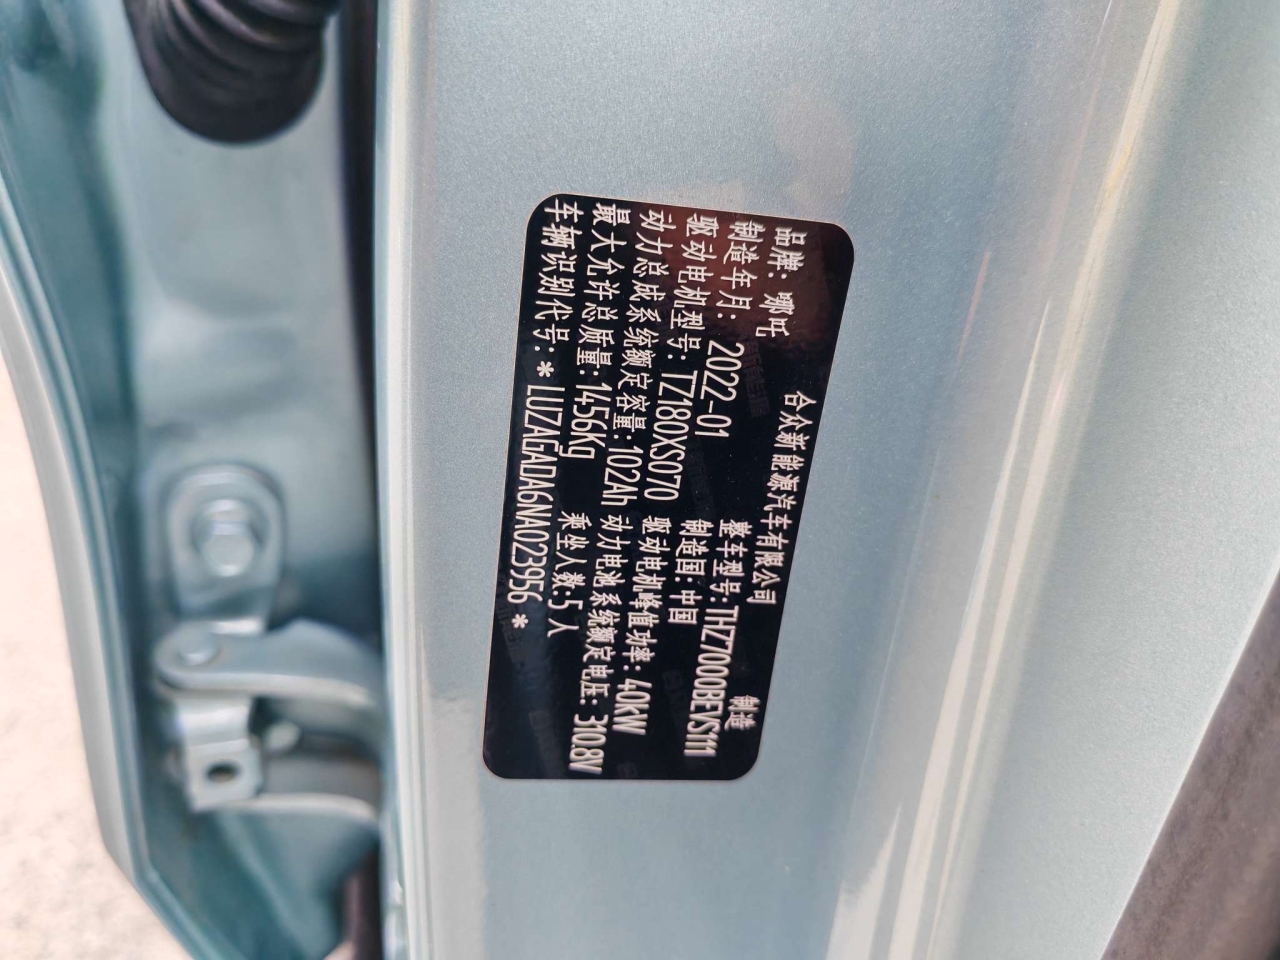 合众新能源汽车有限公司 制造
品牌: 哪吒 整车型号: THZ7000BEVS111
制造年月: 2022-01 制造国: 中国
驱动电机型号: TZ180XS070 驱动电机峰值功率: 40kW
动力总成系统额定容量: 102Ah 动力电池系统额定电压: 310.8V
最大允许总质量: 1456kg 乘坐人数: 5人
车辆识别代号: * LUZAGADA6NA023956 *